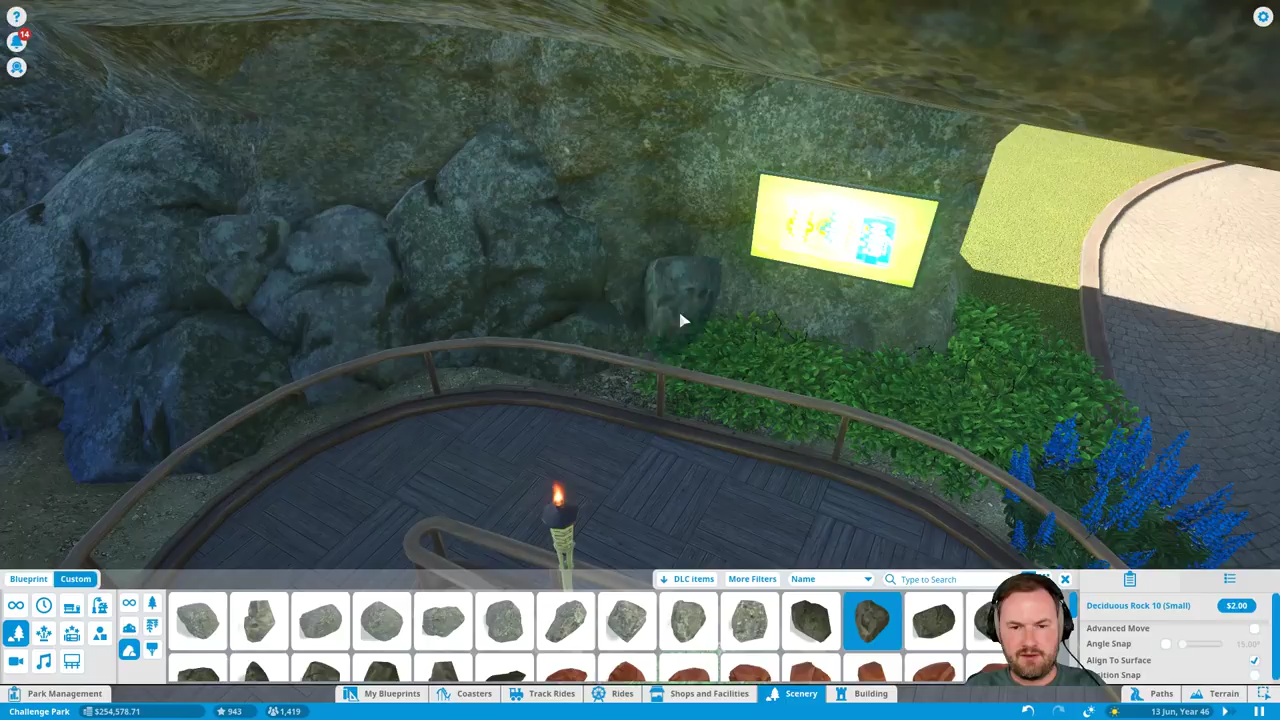 ?
14
Blueprint
Custom
DLC items
More Filters
Name
Type to Search
Deciduous Rock 10 (Small)
$2.00
Advanced Move
Angle Snap
15.00°
Align To Surface
Position Snap
Park Management
My Blueprints
Coasters
Track Rides
Rides
Shops and Facilities
Scenery
Building
Paths
Terrain
Challenge Park
$254,578.71
943
1,419
13 Jun, Year 46